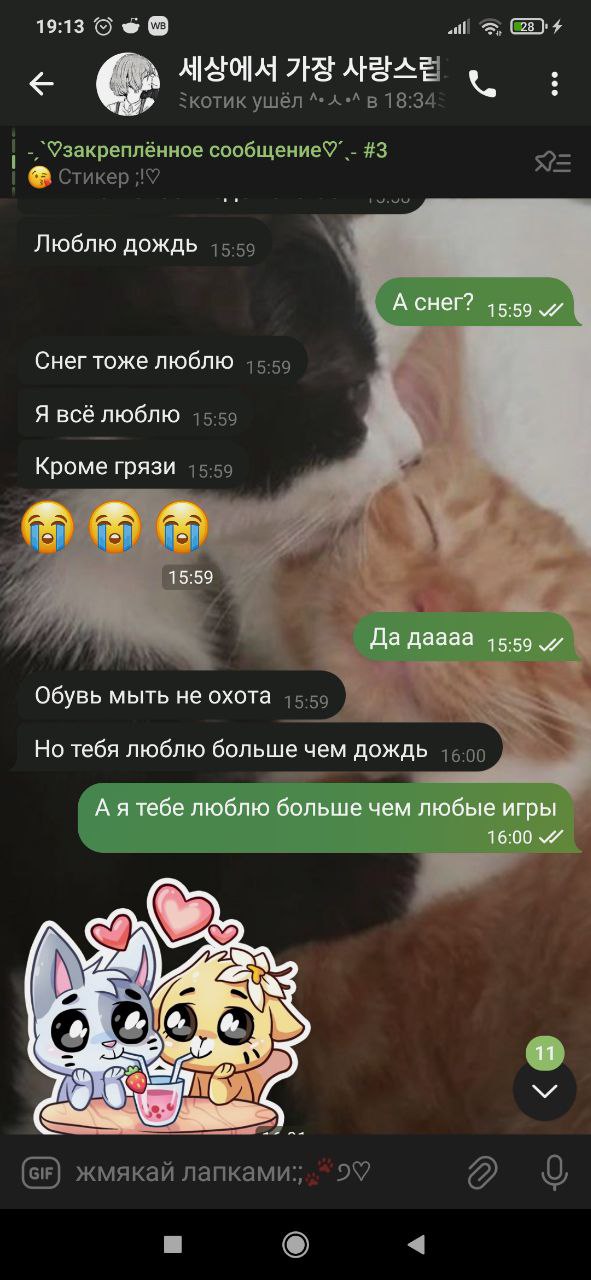 19:13 WB 28
세상에서 가장 사랑스럽
котик ушёл ^•ㅅ•^ в 18:34
˗ˏˋ♡закреплённое сообщение♡ˊˎ˗ #3
😘 Стикер ;!♡
Люблю дождь 15:59
А снег? 15:59
Снег тоже люблю 15:59
Я всё люблю 15:59
Кроме грязи 15:59
😭 😭 😭
15:59
Да даааа 15:59
Обувь мыть не охота 15:59
Но тебя люблю больше чем дождь 16:00
А я тебе люблю больше чем любые игры
16:00
11
GIF жмякай лапками:;🐾੭♡